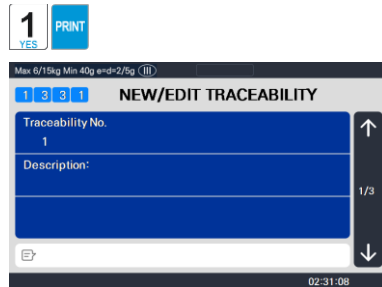 1
YES
PRINT
Max 6/15kg Min 40g e=d=2/5g III
1 3 3 1 NEW/EDIT TRACEABILITY
Traceability No.
1
Description:
1/3
02:31:08